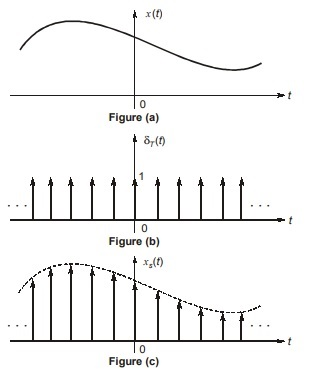 x(t)
t
0
Figure (a)
δT(t)
1
. . .
. . .
t
0
Figure (b)
xs(t)
. . .
. . .
t
0
Figure (c)